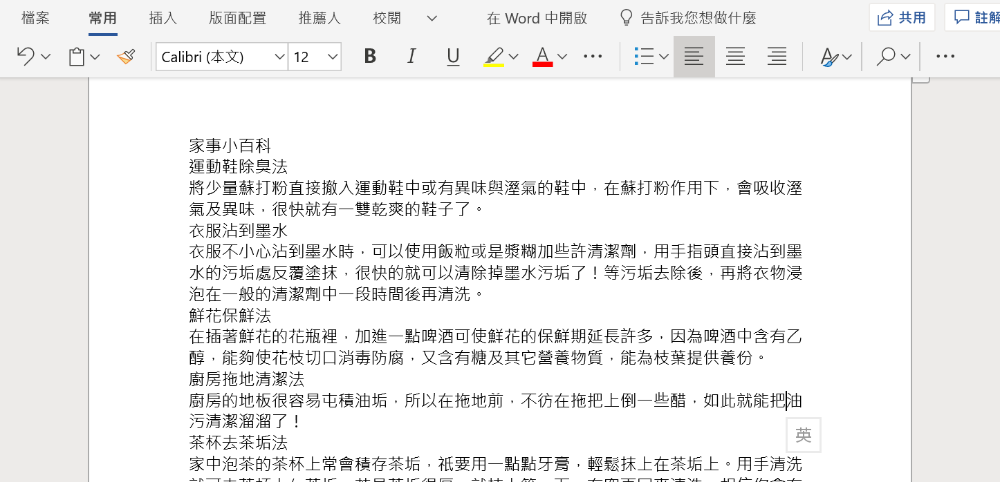 檔案 常用 插入 版面配置 推薦人 校閱 在 Word 中開啟 告訴我您想做什麼 共用 註解
Calibri (本文) 12 B I U A A
家事小百科
運動鞋除臭法
將少量蘇打粉直接撤入運動鞋中或有異味與溼氣的鞋中，在蘇打粉作用下，會吸收溼
氣及異味，很快就有一雙乾爽的鞋子了。
衣服沾到墨水
衣服不小心沾到墨水時，可以使用飯粒或是漿糊加些許清潔劑，用手指頭直接沾到墨
水的污垢處反覆塗抹，很快的就可以清除掉墨水污垢了！等污垢去除後，再將衣物浸
泡在一般的清潔劑中一段時間後再清洗。
鮮花保鮮法
在插著鮮花的花瓶裡，加進一點啤酒可使鮮花的保鮮期延長許多，因為啤酒中含有乙
醇，能夠使花枝切口消毒防腐，又含有糖及其它營養物質，能為枝葉提供養份。
廚房拖地清潔法
廚房的地板很容易屯積油垢，所以在拖地前，不彷在拖把上倒一些醋，如此就能把油
污清潔溜溜了！
英
茶杯去茶垢法
家中泡茶的茶杯上常會積存茶垢，祇要用一點點牙膏，輕鬆抹上在茶垢上。用手清洗